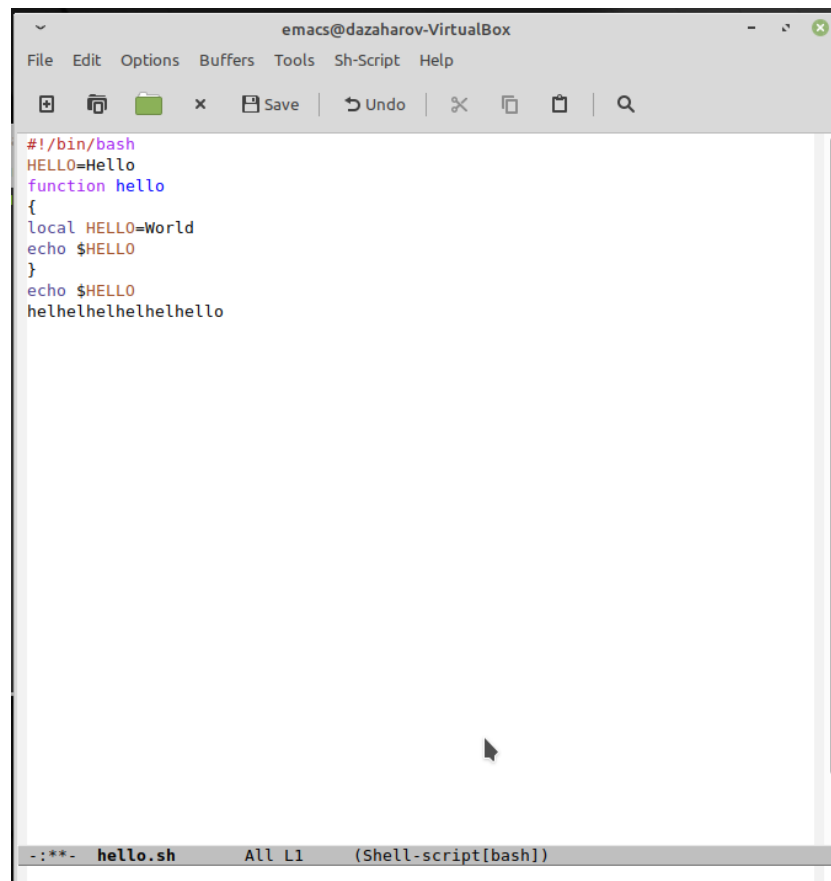 emacs@dazaharov-VirtualBox
File Edit Options Buffers Tools Sh-Script Help
Save Undo
#!/bin/bash
HELLO=Hello
function hello
{
local HELLO=World
echo $HELLO
}
echo $HELLO
helhelhelhelhelhello
-:**- hello.sh All L1 (Shell-script[bash])